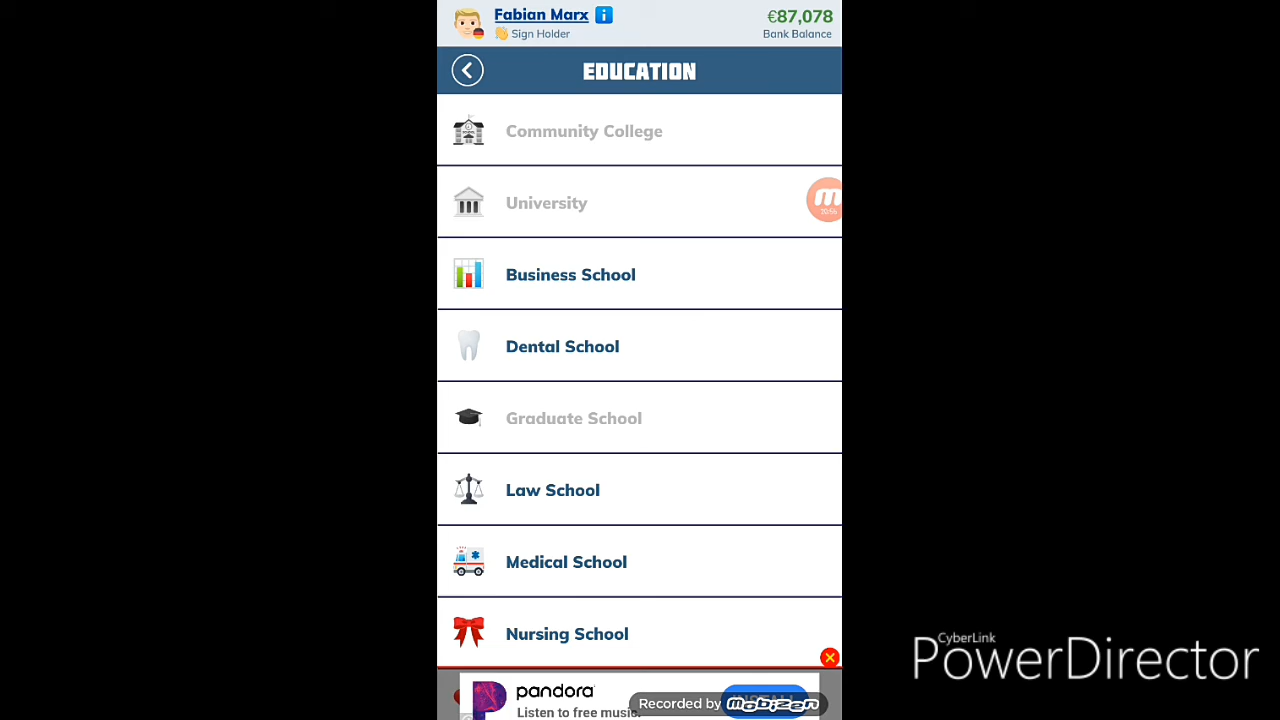 Fabian Marx
€87,078
Sign Holder
Bank Balance
EDUCATION
Community College
University
Business School
Dental School
Graduate School
Law School
Medical School
Nursing School
pandora
Listen to free music.
Recorded by mobizen
CyberLink
PowerDirector